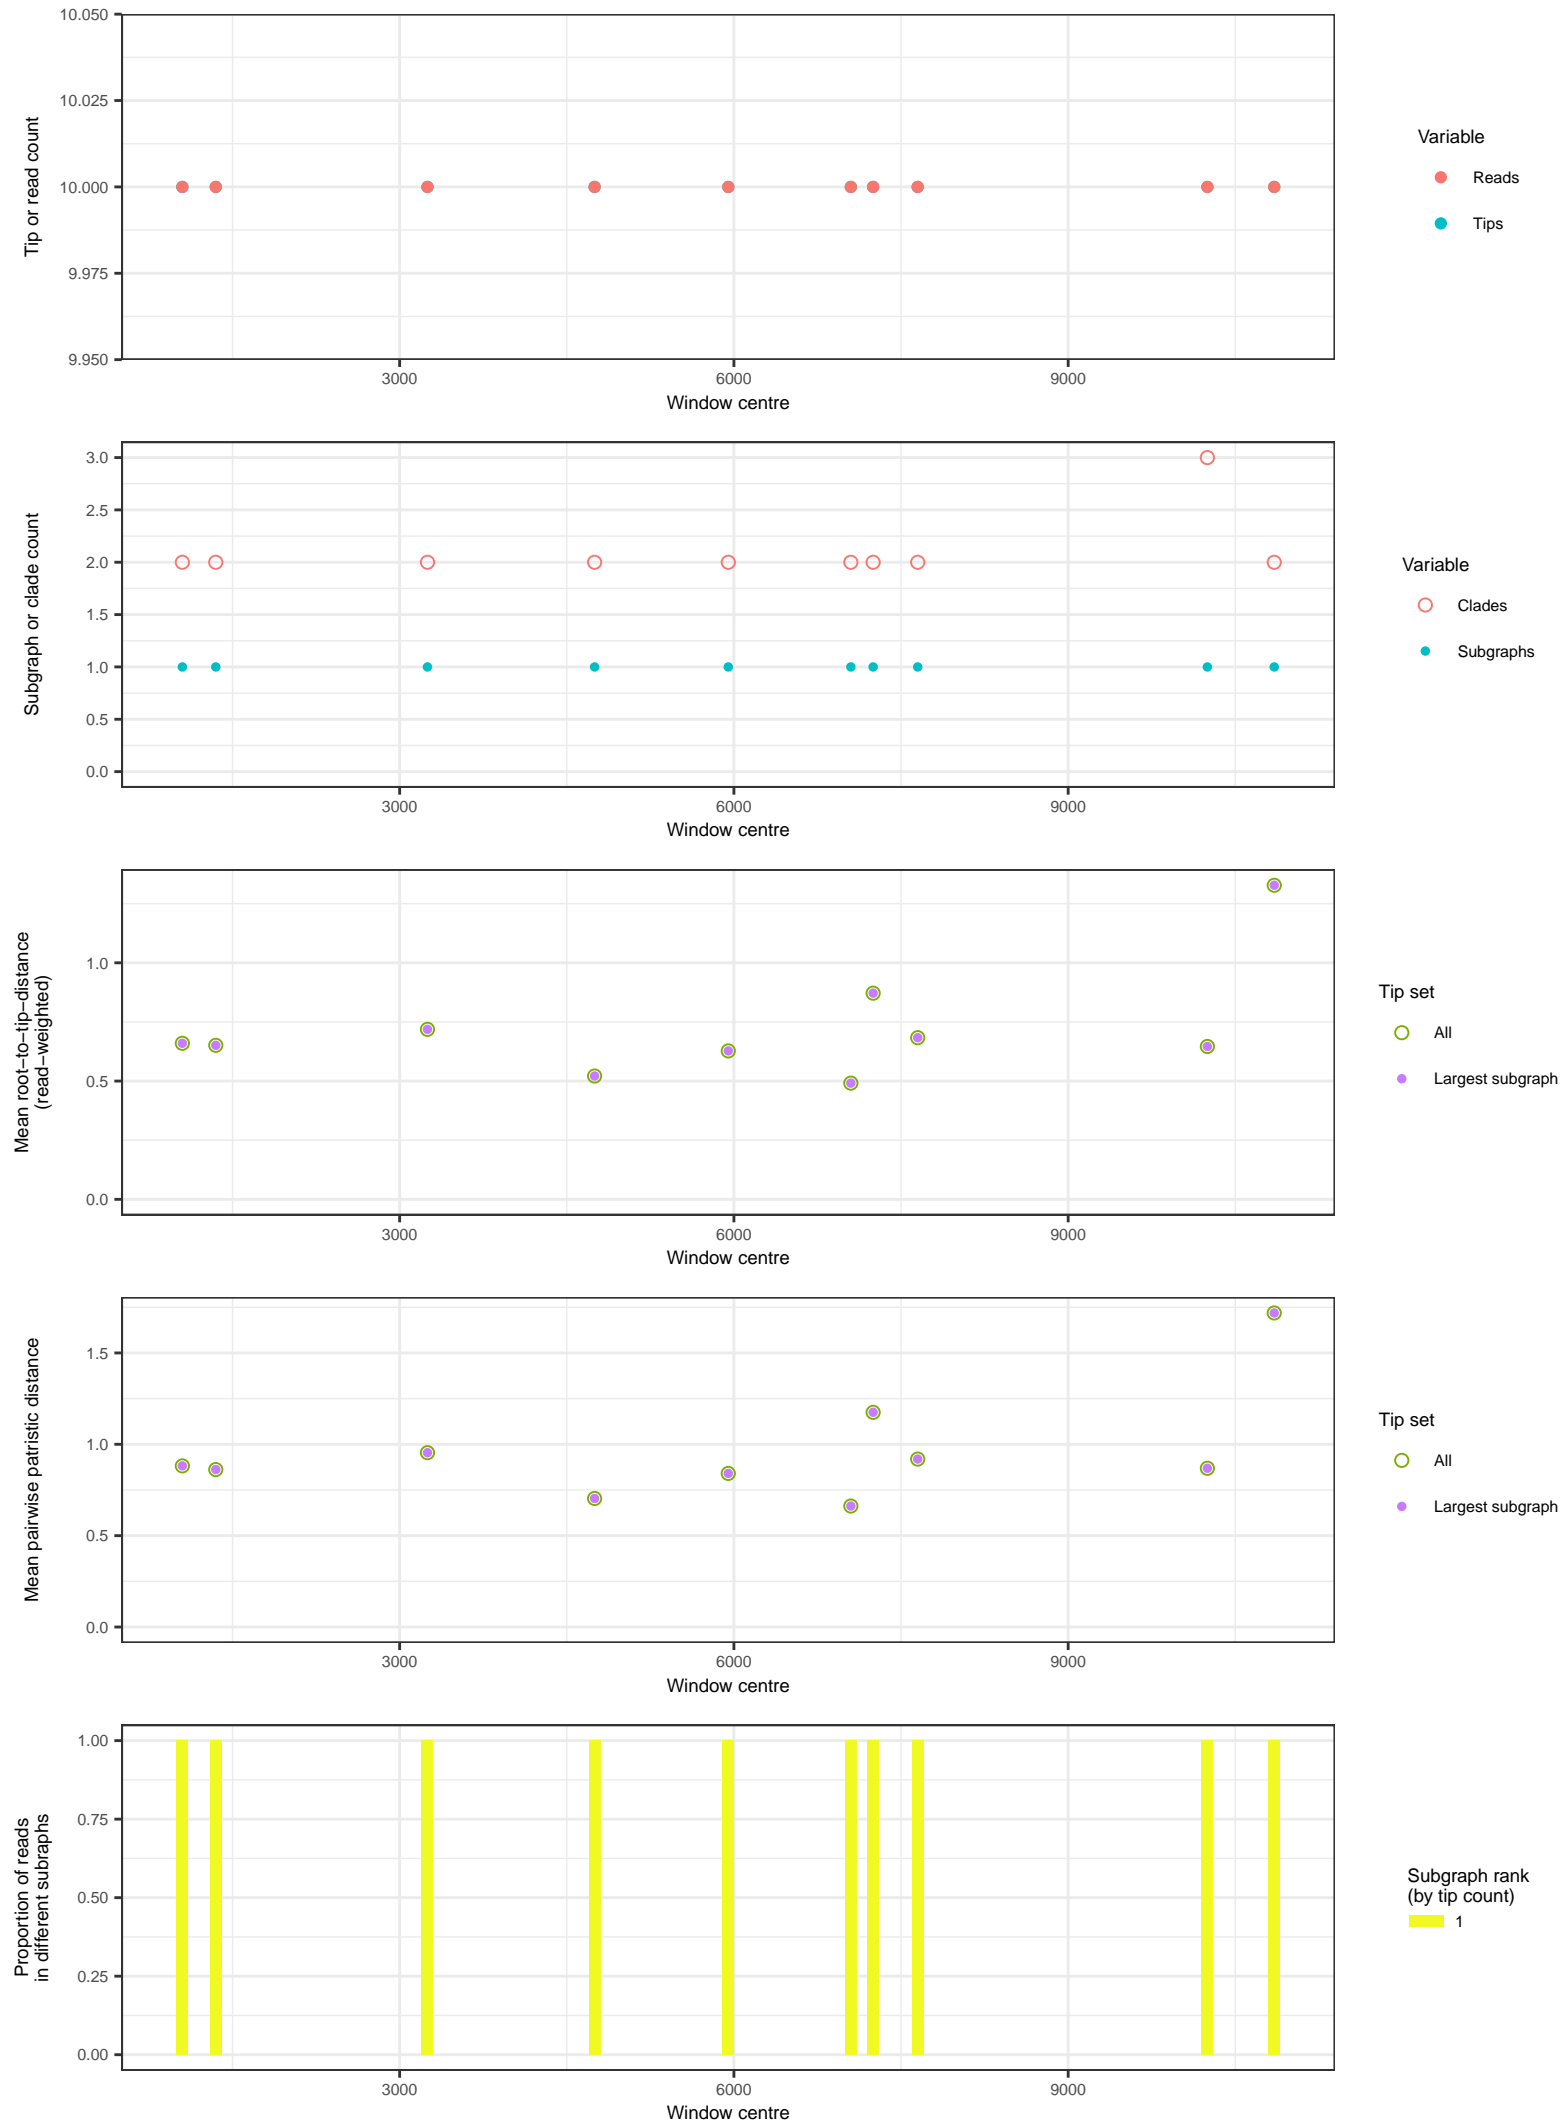 10.050
10.025
10.000
9.975
9.950
Tip or read count
3000
6000
9000
Window centre
Variable
Reads
Tips
3.0
2.5
2.0
1.5
1.0
0.5
0.0
Subgraph or clade count
3000
6000
9000
Window centre
Variable
Clades
Subgraphs
1.0
0.5
0.0
Mean root−to−tip−distance
(read−weighted)
3000
6000
9000
Window centre
Tip set
All
Largest subgraph
1.5
1.0
0.5
0.0
Mean pairwise patristic distance
3000
6000
9000
Window centre
Tip set
All
Largest subgraph
1.00
0.75
0.50
0.25
0.00
Proportion of reads
in different subraphs
3000
6000
9000
Window centre
Subgraph rank
(by tip count)
1